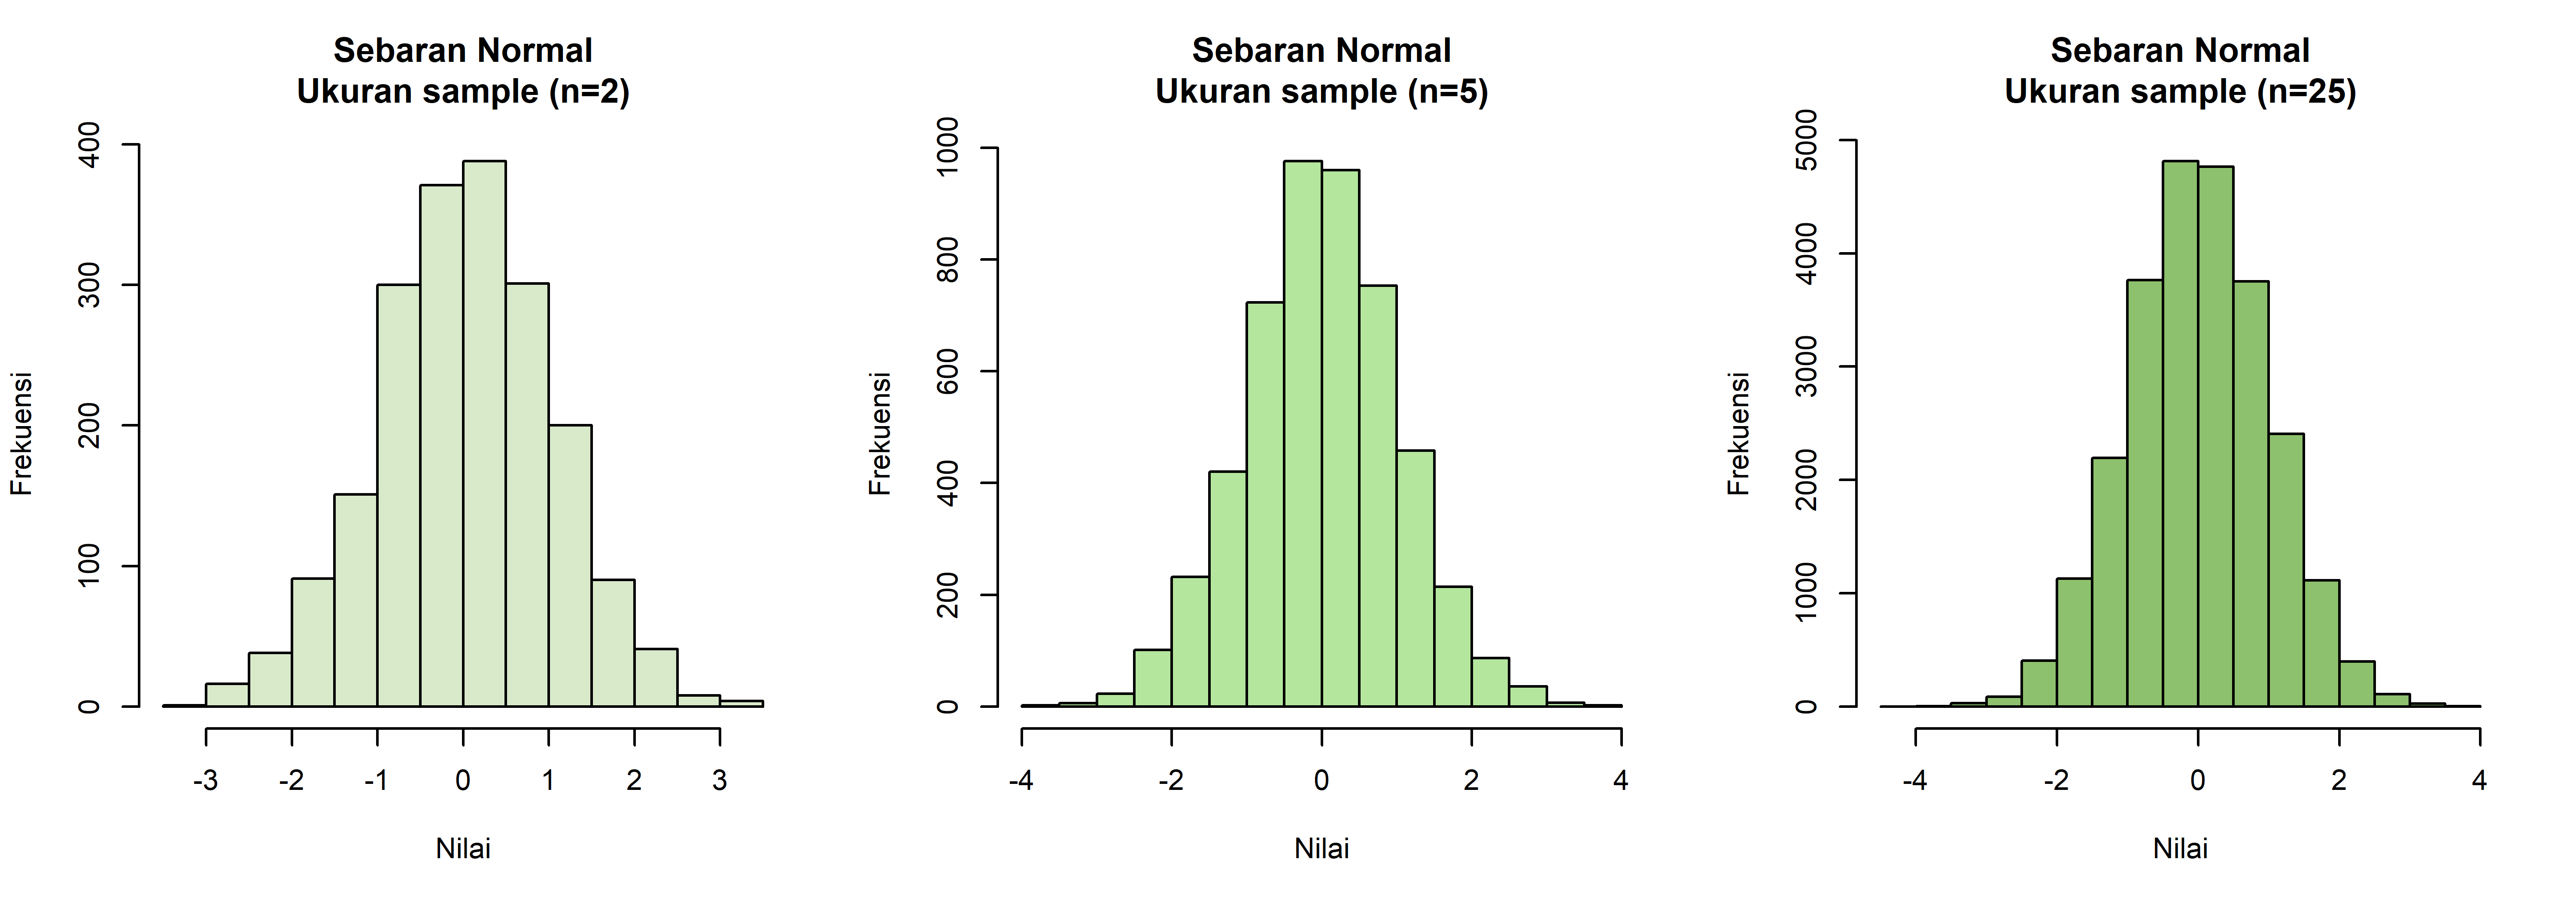 Sebaran Normal
Ukuran sample (n=2)
Frekuensi
400
300
200
100
0
-3 -2 -1 0 1 2 3
Nilai
Sebaran Normal
Ukuran sample (n=5)
Frekuensi
1000
800
600
400
200
0
-4 -2 0 2 4
Nilai
Sebaran Normal
Ukuran sample (n=25)
Frekuensi
5000
4000
3000
2000
1000
0
-4 -2 0 2 4
Nilai